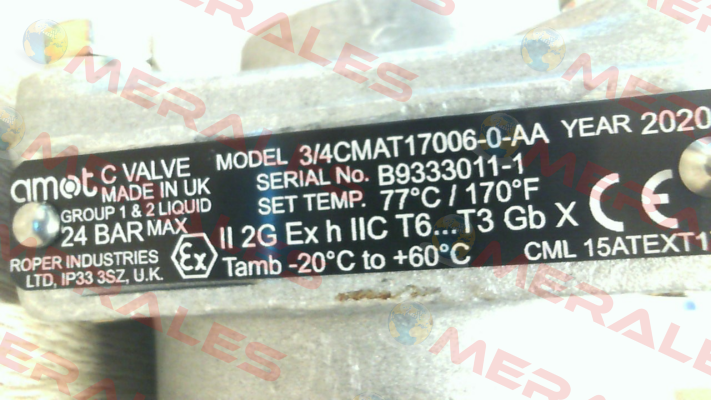 amot C VALVE
MADE IN UK
GROUP 1 & 2 LIQUID
24 BAR MAX
ROPER INDUSTRIES
LTD, IP33 3SZ, U.K.
MODEL 3/4CMAT17006-0-AA YEAR 2020
SERIAL No. B9333011-1
SET TEMP. 77°C / 170°F
Ex II 2G Ex h IIC T6...T3 Gb X CE
Tamb -20°C to +60°C CML 15ATEXT1
MERALES
MERALES
MERALES
MERALES
MERALES